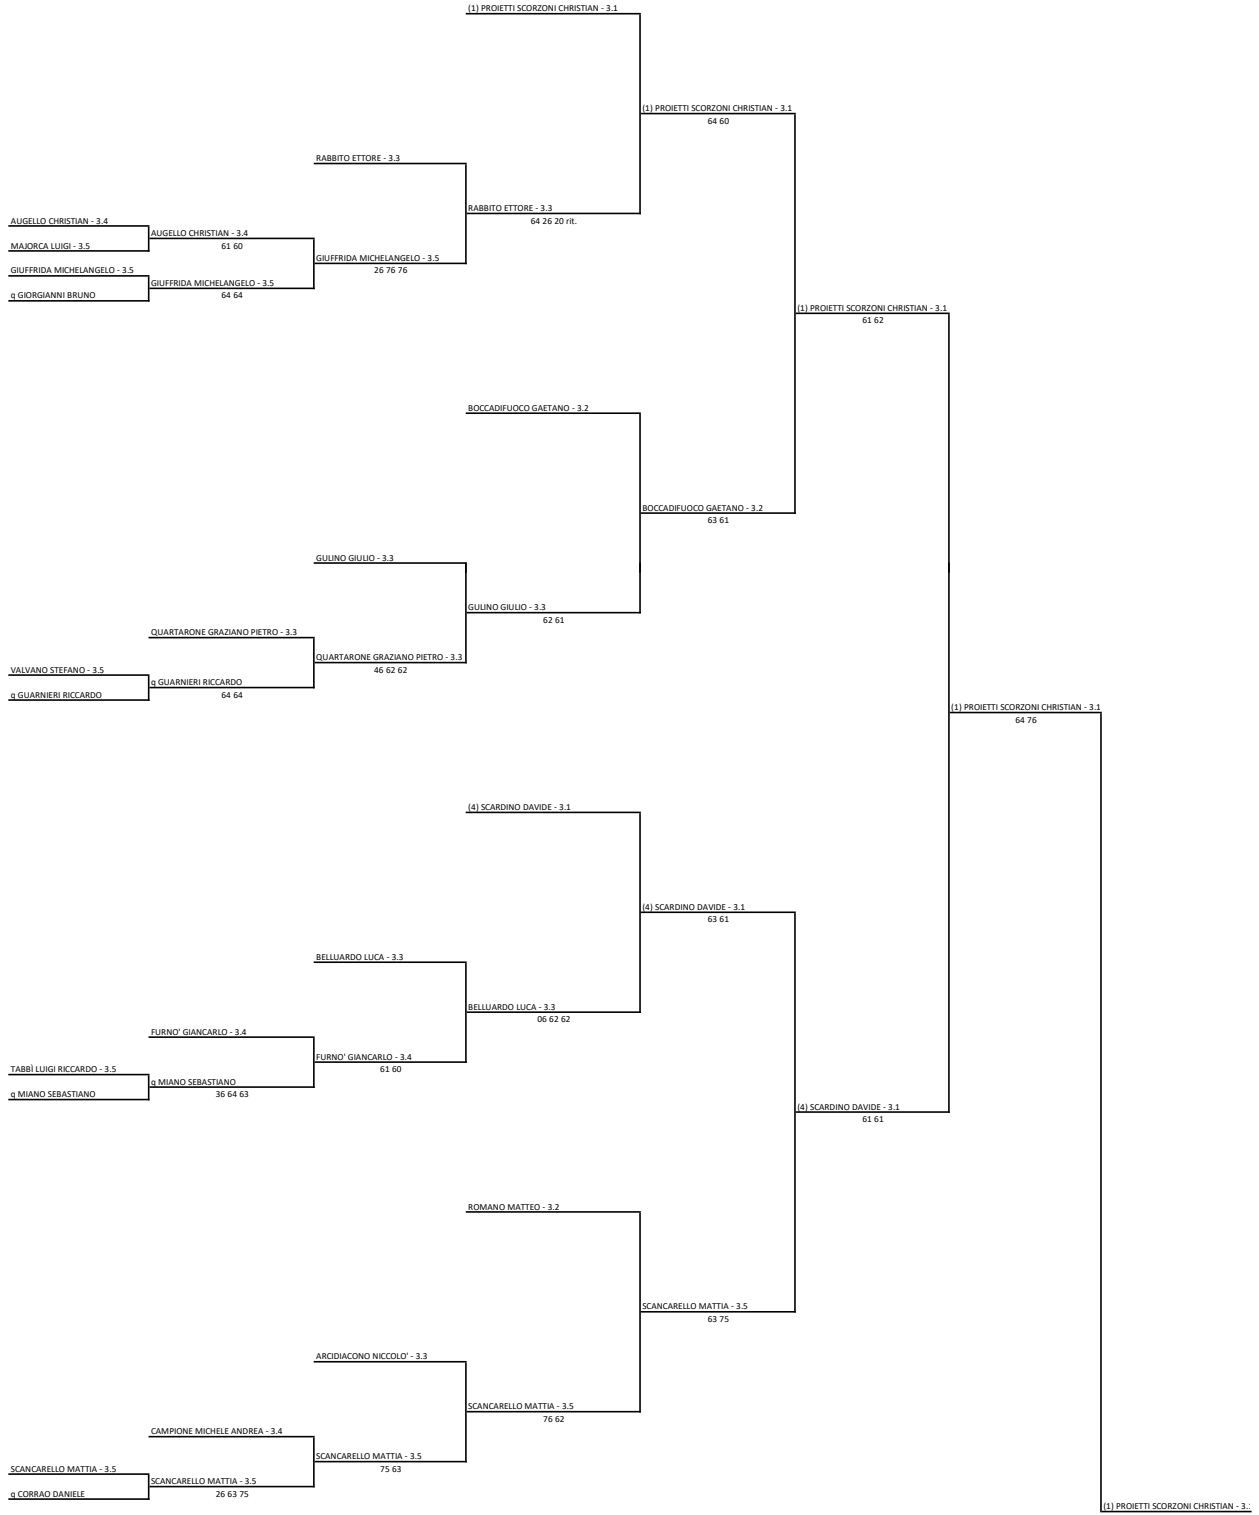 (1) PROIETTI SCORZONI CHRISTIAN - 3.1
(1) PROIETTI SCORZONI CHRISTIAN - 3.1
64 60
RABBITO ETTORE - 3.3
RABBITO ETTORE - 3.3
64 26 20 rit.
AUGELLO CHRISTIAN - 3.4
AUGELLO CHRISTIAN - 3.4
61 60
MAJORCA LUIGI - 3.5
GIUFFRIDA MICHELANGELO - 3.5
26 76 76
GIUFFRIDA MICHELANGELO - 3.5
GIUFFRIDA MICHELANGELO - 3.5
64 64
q GIORGIANNI BRUNO
(1) PROIETTI SCORZONI CHRISTIAN - 3.1
61 62
BOCCADIFUOCO GAETANO - 3.2
BOCCADIFUOCO GAETANO - 3.2
63 61
GULINO GIULIO - 3.3
GULINO GIULIO - 3.3
62 61
QUARTARONE GRAZIANO PIETRO - 3.3
QUARTARONE GRAZIANO PIETRO - 3.3
46 62 62
VALVANO STEFANO - 3.5
q GUARNIERI RICCARDO
64 64
q GUARNIERI RICCARDO
(1) PROIETTI SCORZONI CHRISTIAN - 3.1
64 76
(4) SCARDINO DAVIDE - 3.1
(4) SCARDINO DAVIDE - 3.1
63 61
BELLUARDO LUCA - 3.3
BELLUARDO LUCA - 3.3
06 62 62
FURNO' GIANCARLO - 3.4
FURNO' GIANCARLO - 3.4
61 60
TABBÌ LUIGI RICCARDO - 3.5
q MIANO SEBASTIANO
36 64 63
q MIANO SEBASTIANO
(4) SCARDINO DAVIDE - 3.1
61 61
ROMANO MATTEO - 3.2
SCANCARELLO MATTIA - 3.5
63 75
ARCIDIACONO NICCOLO' - 3.3
SCANCARELLO MATTIA - 3.5
76 62
CAMPIONE MICHELE ANDREA - 3.4
SCANCARELLO MATTIA - 3.5
75 63
SCANCARELLO MATTIA - 3.5
SCANCARELLO MATTIA - 3.5
26 63 75
q CORRAO DANIELE
(1) PROIETTI SCORZONI CHRISTIAN - 3.